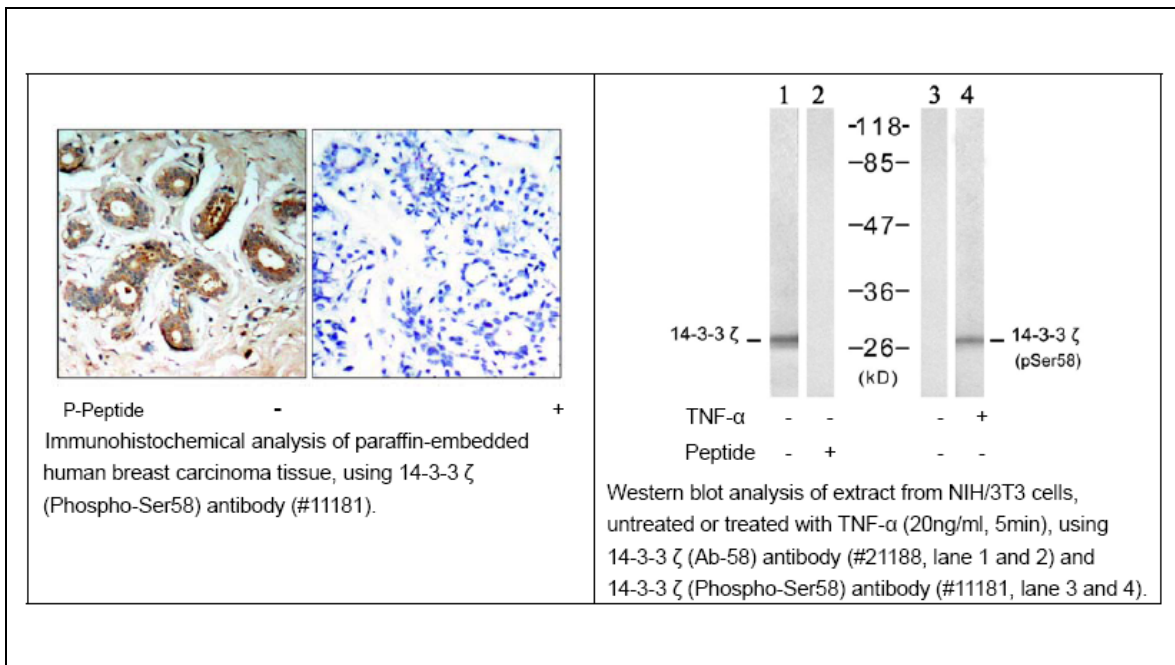 P-Peptide - +
Immunohistochemical analysis of paraffin-embedded
human breast carcinoma tissue, using 14-3-3 ζ
(Phospho-Ser58) antibody (#11181).
1 2 3 4
-118-
-85-
-47-
-36-
14-3-3 ζ – -26- – 14-3-3 ζ
(kD) (pSer58)
TNF-α - - - +
Peptide - + - -
Western blot analysis of extract from NIH/3T3 cells,
untreated or treated with TNF-α (20ng/ml, 5min), using
14-3-3 ζ (Ab-58) antibody (#21188, lane 1 and 2) and
14-3-3 ζ (Phospho-Ser58) antibody (#11181, lane 3 and 4).